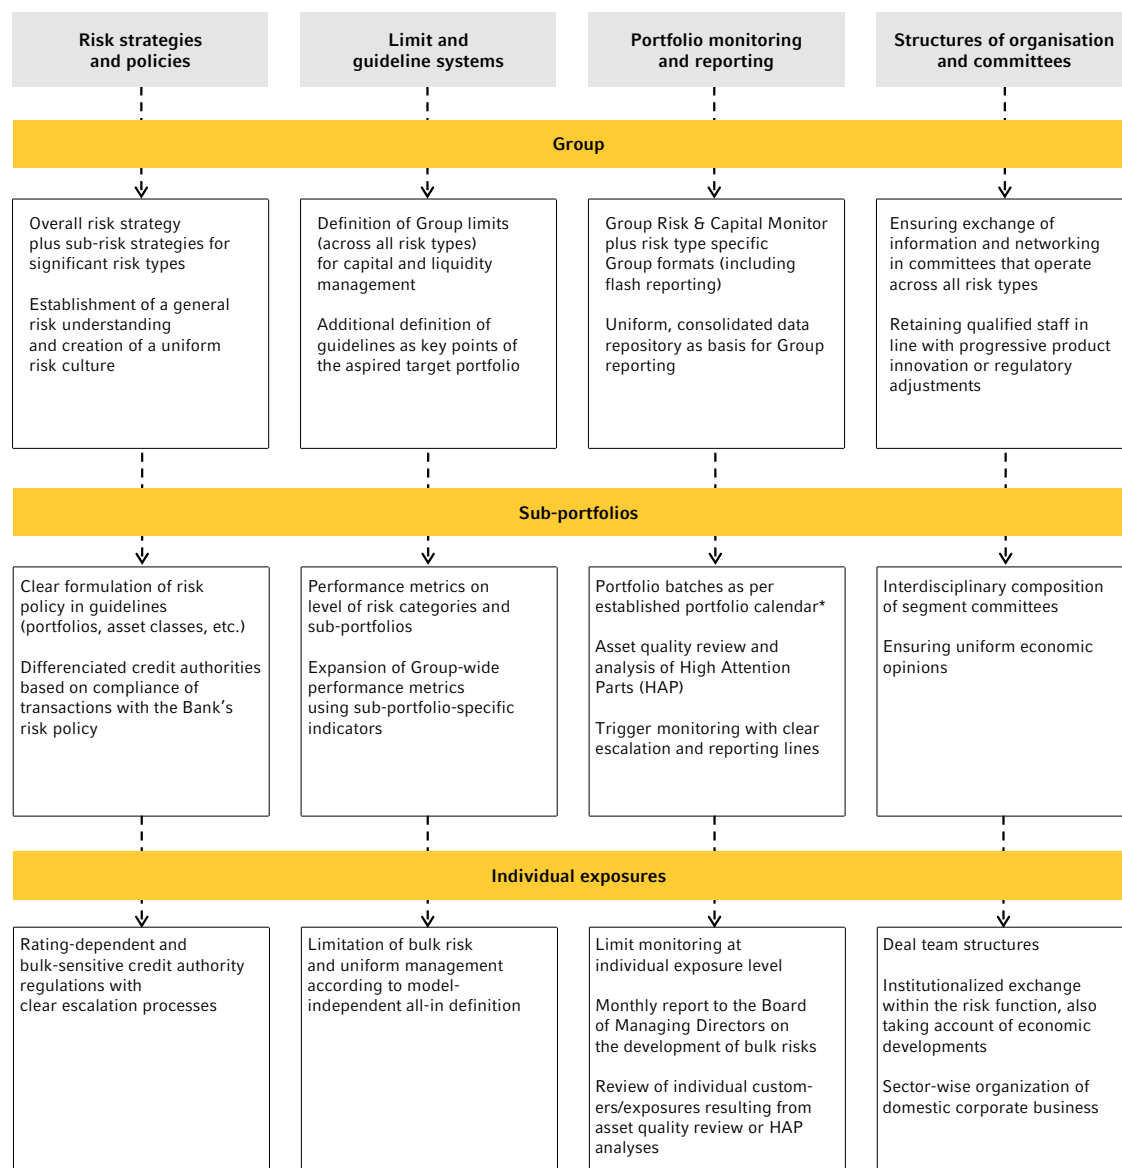 Risk strategies
and policies
Limit and
guideline systems
Portfolio monitoring
and reporting
Structures of organisation
and committees
Group
Overall risk strategy
plus sub-risk strategies for
significant risk types
Establishment of a general
risk understanding
and creation of a uniform
risk culture
Definition of Group limits
(across all risk types)
for capital and liquidity
management
Additional definition of
guidelines as key points of
the aspired target portfolio
Group Risk & Capital Monitor
plus risk type specific
Group formats (including
flash reporting)
Uniform, consolidated data
repository as basis for Group
reporting
Ensuring exchange of
information and networking
in committees that operate
across all risk types
Retaining qualified staff in
line with progressive product
innovation or regulatory
adjustments
Sub-portfolios
Clear formulation of risk
policy in guidelines
(portfolios, asset classes, etc.)
Differenciated credit authorities
based on compliance of
transactions with the Bank’s
risk policy
Performance metrics on
level of risk categories and
sub-portfolios
Expansion of Group-wide
performance metrics
using sub-portfolio-specific
indicators
Portfolio batches as per
established portfolio calendar*
Asset quality review and
analysis of High Attention
Parts (HAP)
Trigger monitoring with clear
escalation and reporting lines
Interdisciplinary composition
of segment committees
Ensuring uniform economic
opinions
Individual exposures
Rating-dependent and
bulk-sensitive credit authority
regulations with
clear escalation processes
Limitation of bulk risk
and uniform management
according to model-
independent all-in definition
Limit monitoring at
individual exposure level
Monthly report to the Board
of Managing Directors on
the development of bulk risks
Review of individual custom-
ers/exposures resulting from
asset quality review or HAP
analyses
Deal team structures
Institutionalized exchange
within the risk function, also
taking account of economic
developments
Sector-wise organization of
domestic corporate business